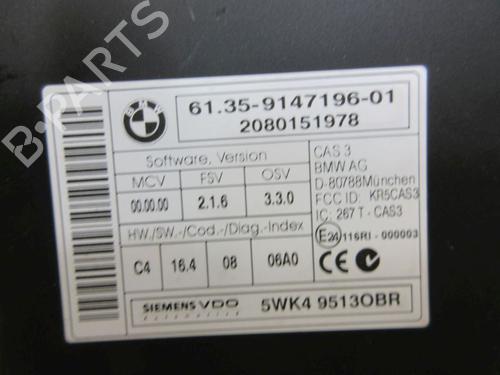 BMW
61.35-9147196-01
2080151978
Software, Version
MCV FSV OSV
00.00.00 2.1.6 3.3.0
HW./SW.-/Cod.-/Diag.-Index
C4 16.4 08 06A0
CAS 3
BMW AG
D-80788München
FCC ID: KR5CAS3
IC: 267 T - CAS3
E24 116RI-000003
CE
SIEMENS VDO
Automotive
5WK4 9513OBR
B-PARTS